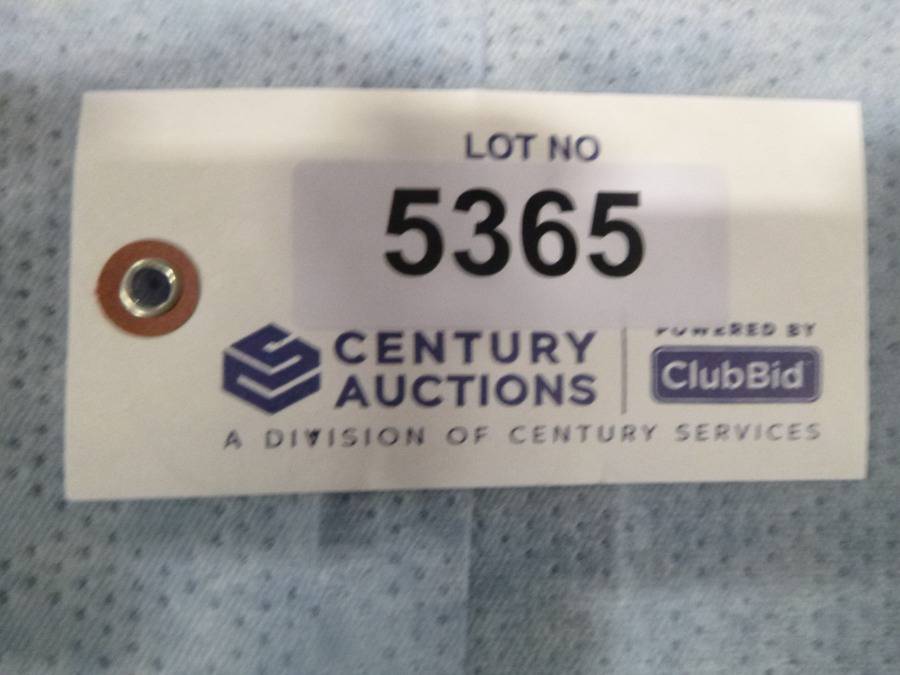 LOT NO
5365
CENTURY
AUCTIONS
POWERED BY
ClubBid
A DIVISION OF CENTURY SERVICES